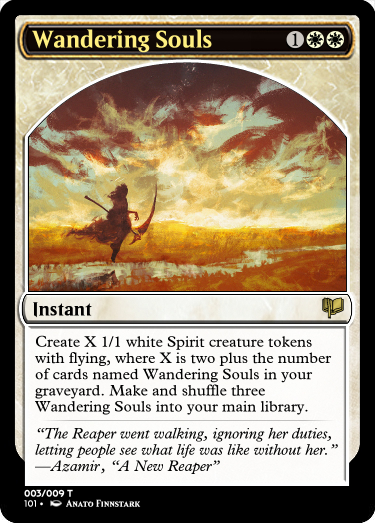 Wandering Souls 1
Instant
Create X 1/1 white Spirit creature tokens
with flying, where X is two plus the number
of cards named Wandering Souls in your
graveyard. Make and shuffle three
Wandering Souls into your main library.
“The Reaper went walking, ignoring her duties,
letting people see what life was like without her.”
—Azamir, “A New Reaper”
003/009 T
101 • Anato Finnstark